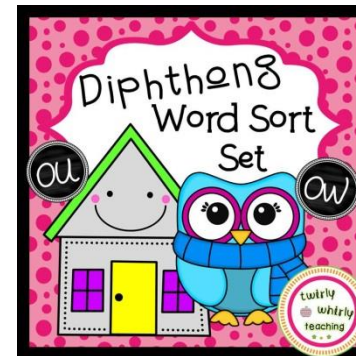 Diphthong
Word Sort
Set
ou
ow
twirly
whirly
teaching